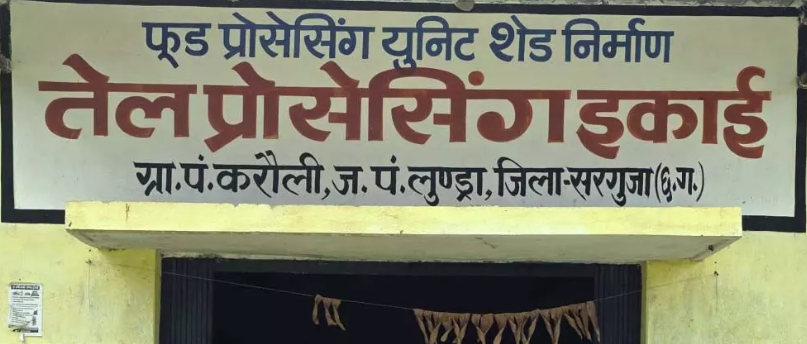 फूड प्रोसेसिंग युनिट शेड निर्माण
तेल प्रोसेसिंग इकाई
ग्रा.पं.करौली,ज.पं.लुण्ड्रा,जिला-सरगुजा(छ.ग.)